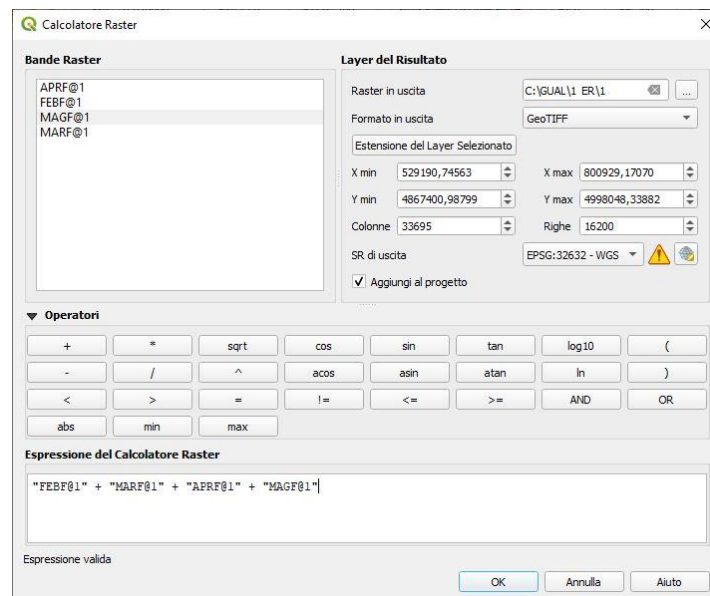 Calcolatore Raster
Bande Raster
APRF@1
FEBF@1
MAGF@1
MARF@1
Layer del Risultato
Raster in uscita C:\GUAL\1 ER\1 ...
Formato in uscita GeoTIFF
Estensione del Layer Selezionato
X min 529190,74563 X max 800929,17070
Y min 4867400,98799 Y max 4998048,33882
Colonne 33695 Righe 16200
SR di uscita EPSG:32632 - WGS
Aggiungi al progetto
Operatori
+ * sqrt cos sin tan log10 (
- / ^ acos asin atan ln )
< > = != <= >= AND OR
abs min max
Espressione del Calcolatore Raster
"FEBF@1" + "MARF@1" + "APRF@1" + "MAGF@1"
Espressione valida
OK Annulla Aiuto